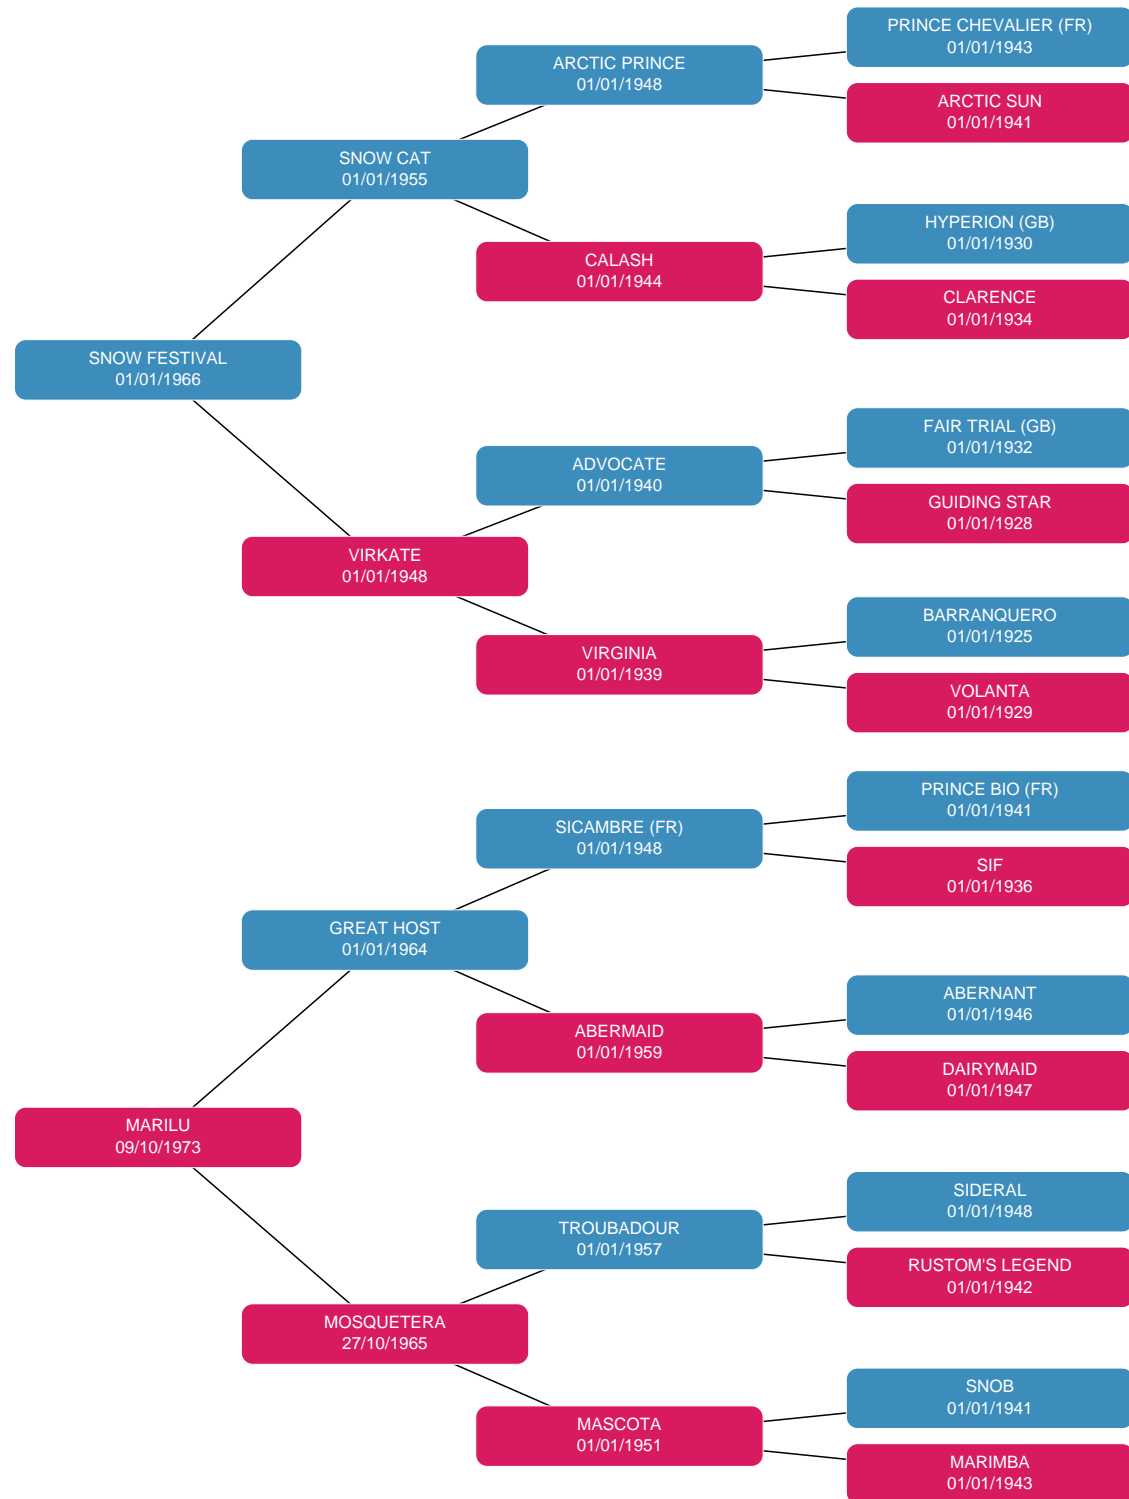 PRINCE CHEVALIER (FR)
01/01/1943
ARCTIC PRINCE
01/01/1948
ARCTIC SUN
01/01/1941
SNOW CAT
01/01/1955
HYPERION (GB)
01/01/1930
CALASH
01/01/1944
CLARENCE
01/01/1934
SNOW FESTIVAL
01/01/1966
FAIR TRIAL (GB)
01/01/1932
ADVOCATE
01/01/1940
GUIDING STAR
01/01/1928
VIRKATE
01/01/1948
BARRANQUERO
01/01/1925
VIRGINIA
01/01/1939
VOLANTA
01/01/1929
PRINCE BIO (FR)
01/01/1941
SICAMBRE (FR)
01/01/1948
SIF
01/01/1936
GREAT HOST
01/01/1964
ABERNANT
01/01/1946
ABERMAID
01/01/1959
DAIRYMAID
01/01/1947
MARILU
09/10/1973
SIDERAL
01/01/1948
TROUBADOUR
01/01/1957
RUSTOM'S LEGEND
01/01/1942
MOSQUETERA
27/10/1965
SNOB
01/01/1941
MASCOTA
01/01/1951
MARIMBA
01/01/1943